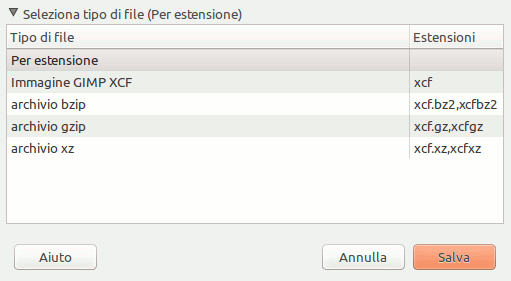 Seleziona tipo di file (Per estensione)
Tipo di file Estensioni
Per estensione
Immagine GIMP XCF xcf
archivio bzip xcf.bz2,xcfbz2
archivio gzip xcf.gz,xcfgz
archivio xz xcf.xz,xcfxz
Aiuto Annulla Salva